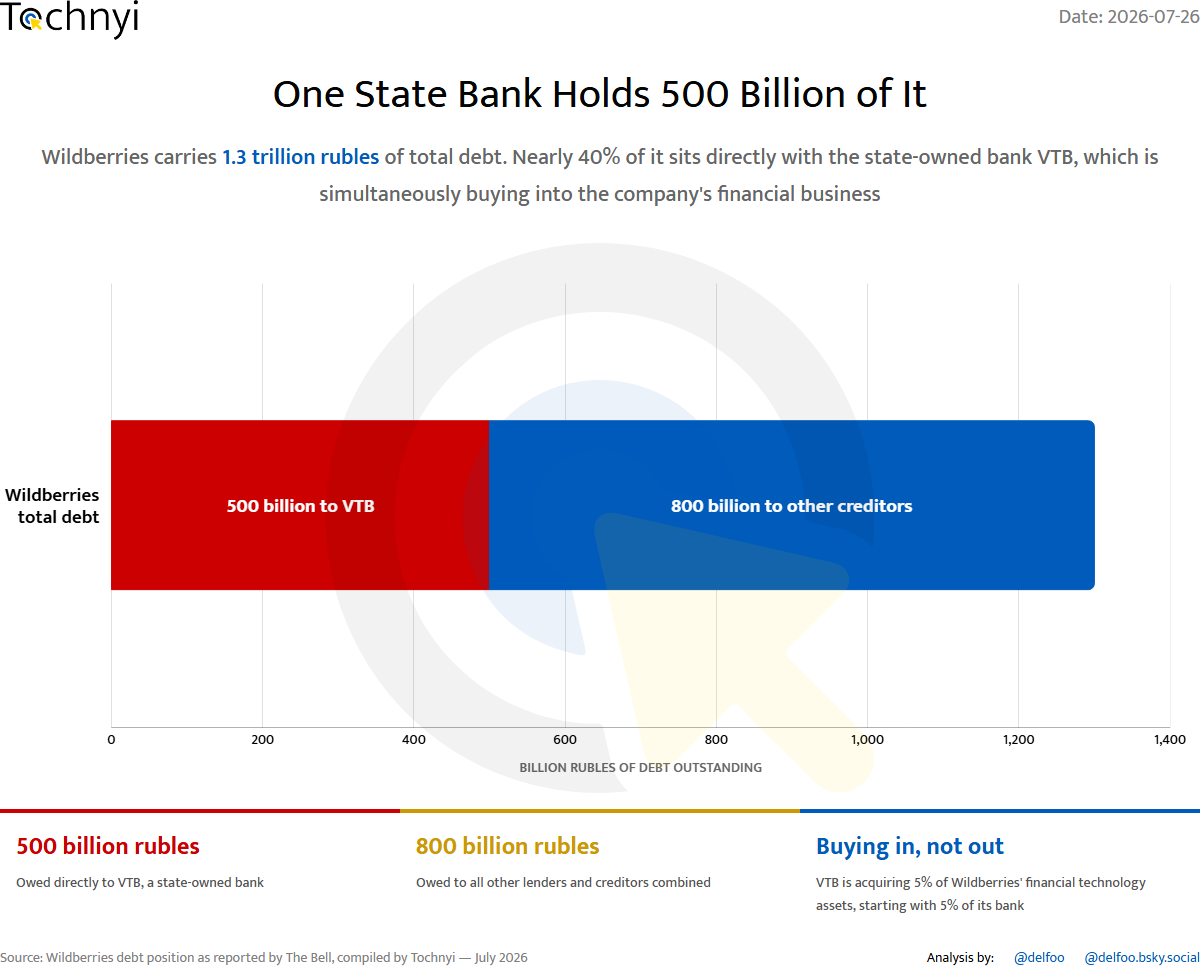 Tochnyi
Date: 2026-07-26
One State Bank Holds 500 Billion of It
Wildberries carries 1.3 trillion rubles of total debt. Nearly 40% of it sits directly with the state-owned bank VTB, which is
simultaneously buying into the company's financial business
Wildberries
total debt
500 billion to VTB
800 billion to other creditors
0
200
400
600
800
1,000
1,200
1,400
BILLION RUBLES OF DEBT OUTSTANDING
500 billion rubles
Owed directly to VTB, a state-owned bank
800 billion rubles
Owed to all other lenders and creditors combined
Buying in, not out
VTB is acquiring 5% of Wildberries' financial technology
assets, starting with 5% of its bank
Source: Wildberries debt position as reported by The Bell, compiled by Tochnyi — July 2026
Analysis by: @delfoo @delfoo.bsky.social